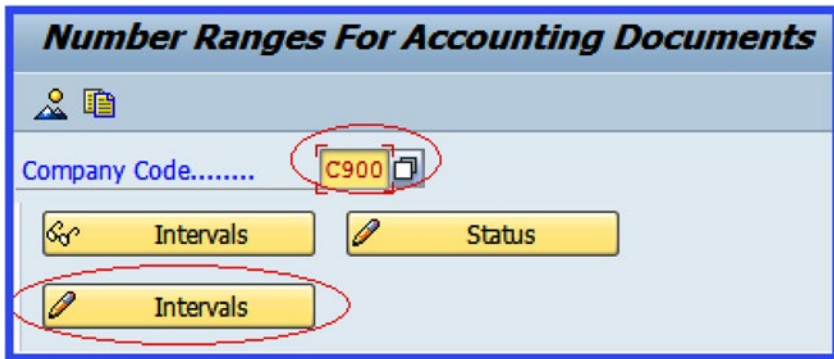 Number Ranges For Accounting Documents
Company Code........ C900
Intervals Status
Intervals